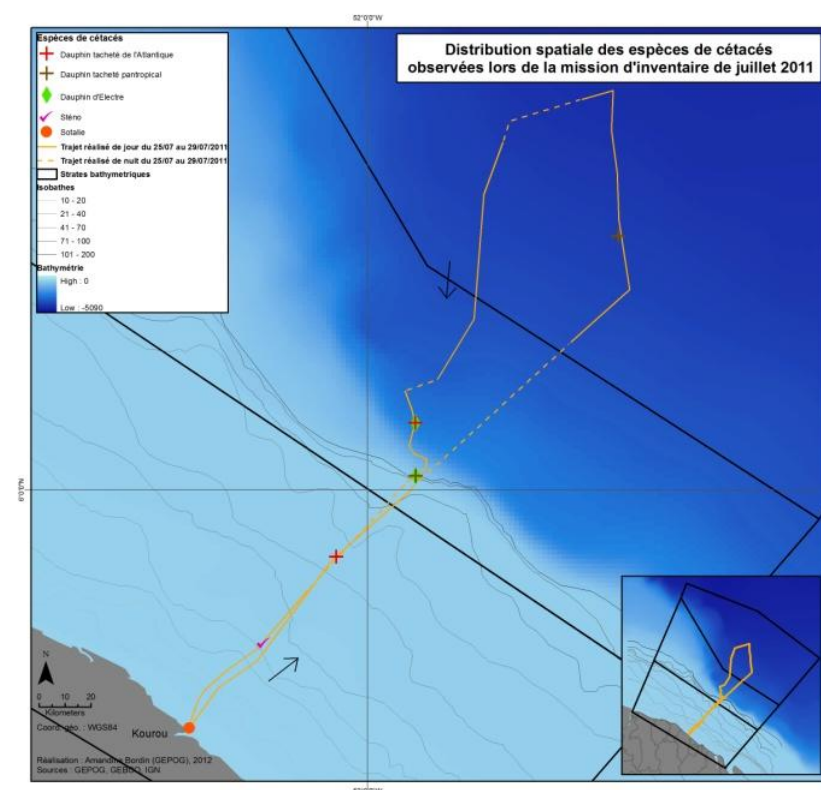 52°0'0"W
Distribution spatiale des espèces de cétacés
observées lors de la mission d'inventaire de juillet 2011
Espèces de cétacés
Dauphin tacheté de l'Atlantique
Dauphin tacheté pantropical
Dauphin d'Electre
Sténo
Sotalie
Trajet réalisé de jour du 25/07 au 29/07/2011
Trajet réalisé de nuit du 25/07 au 29/07/2011
Strates bathymetriques
Isobathes
10 - 20
21 - 40
41 - 70
71 - 100
101 - 200
Bathymétrie
High : 0
Low : -5090
6°0'0"N
N
0 10 20
Kilometers
Coord. géo. : WGS84
Kourou
Réalisation : Amandine Bordin (GEPOG), 2012
Sources : GEPOG, GEBCO, IGN
52°0'0"W